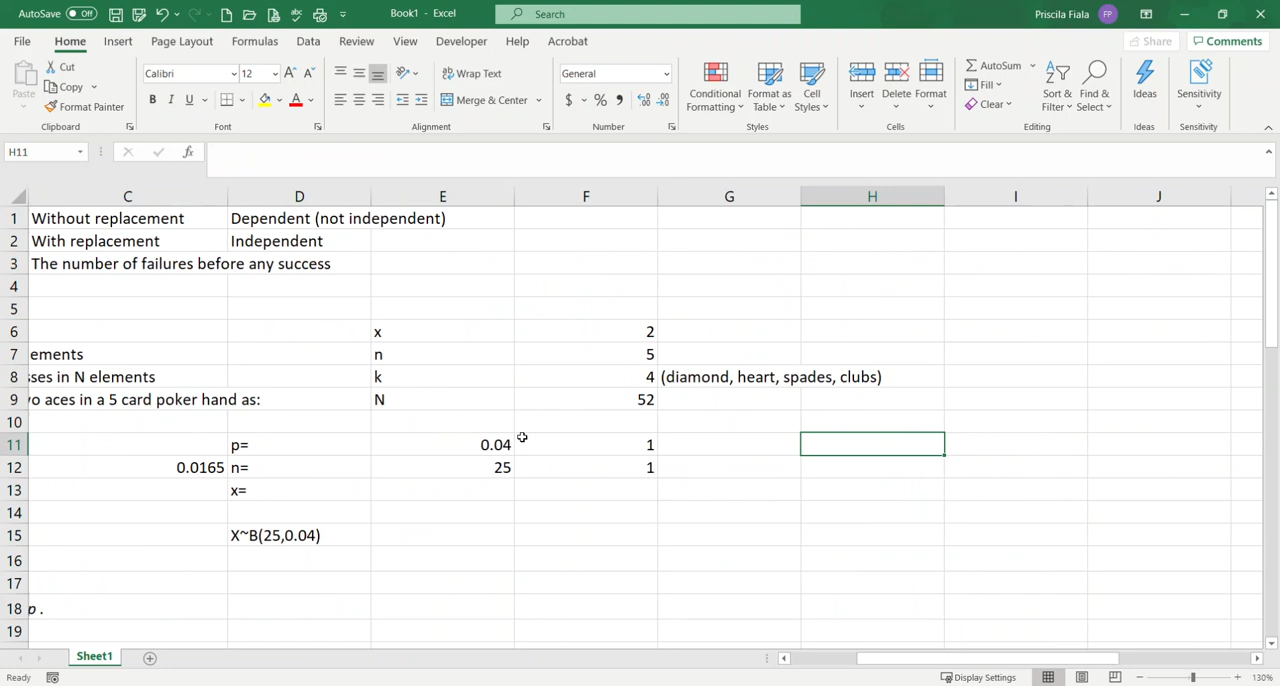 AutoSave Off Book1 - Excel Search Priscila Fiala FP
File Home Insert Page Layout Formulas Data Review View Developer Help Acrobat Share Comments
Paste Cut Copy Format Painter Clipboard
Calibri 12 A A B I U A Font
ab Wrap Text Merge & Center Alignment
General $ % , Number
Conditional Formatting Format as Table Cell Styles Styles
Insert Delete Format Cells
AutoSum Fill Clear Sort & Filter Find & Select Editing
Ideas Ideas
Sensitivity Sensitivity
H11 fx
C D E F G H I J
1 Without replacement Dependent (not independent)
2 With replacement Independent
3 The number of failures before any success
4
5
6 x 2
7 ements n 5
8 sses in N elements k 4 (diamond, heart, spades, clubs)
9 vo aces in a 5 card poker hand as: N 52
10
11 p= 0.04 1
12 0.0165 n= 25 1
13 x=
14
15 X~B(25,0.04)
16
17
18 p .
19
Sheet1
Ready Display Settings 130%